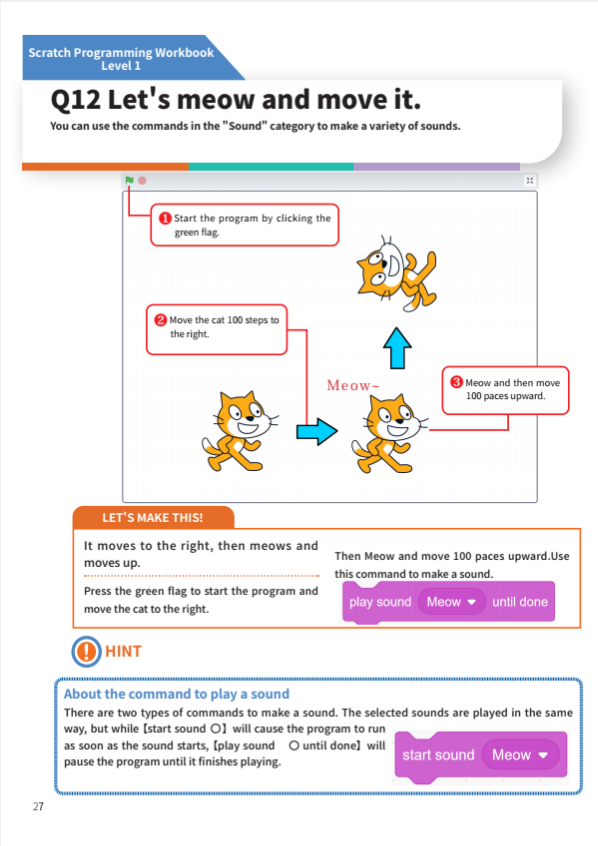 Scratch Programming Workbook
Level 1
Q12 Let's meow and move it.
You can use the commands in the "Sound" category to make a variety of sounds.
1 Start the program by clicking the
green flag.
2 Move the cat 100 steps to
the right.
Meow~
3 Meow and then move
100 paces upward.
LET'S MAKE THIS!
It moves to the right, then meows and
moves up.
Press the green flag to start the program and
move the cat to the right.
Then Meow and move 100 paces upward.Use
this command to make a sound.
play sound Meow until done
HINT
About the command to play a sound
There are two types of commands to make a sound. The selected sounds are played in the same
way, but while【start sound ○】will cause the program to run
as soon as the sound starts,【play sound ○ until done】will
pause the program until it finishes playing.
start sound Meow
27